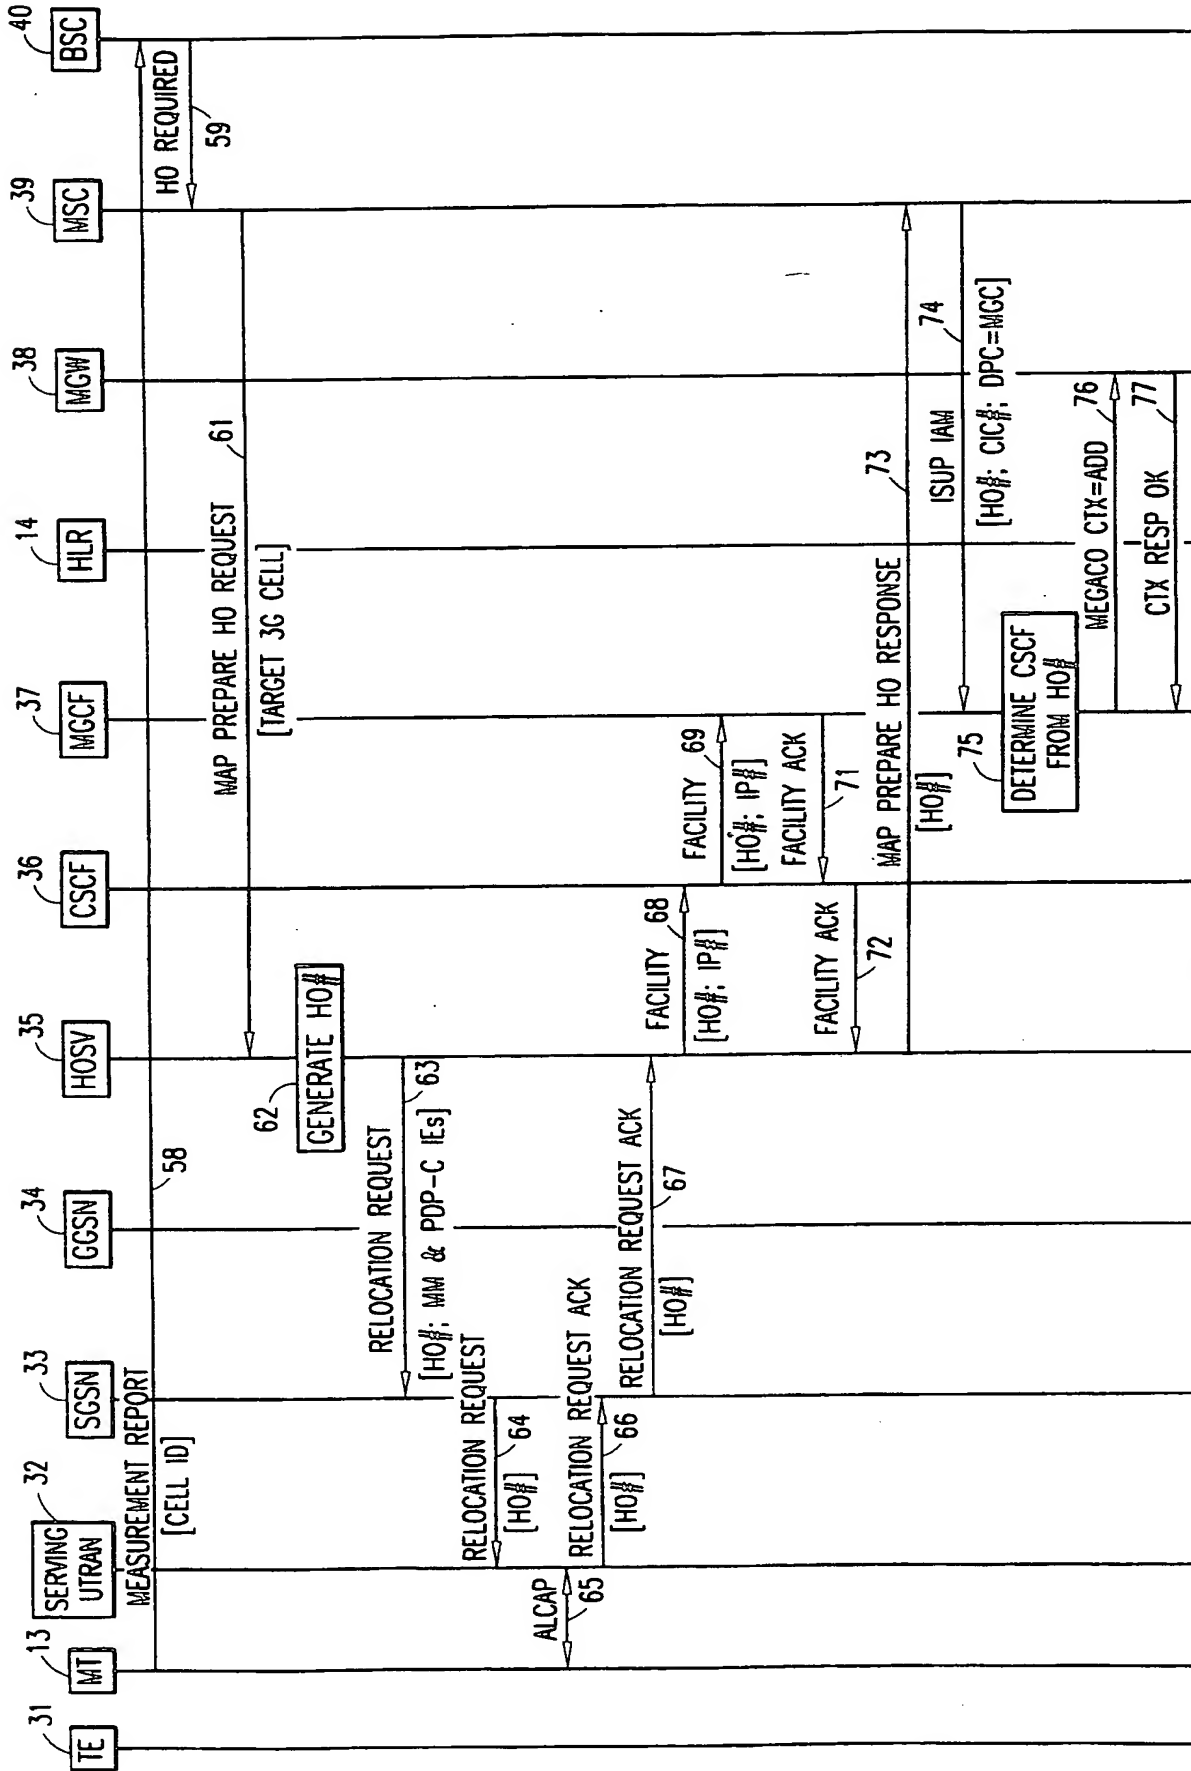 31
TE
13
MT
32
SERVING
UTRAN
33
SGSN
34
GGSN
35
HOSV
36
CSCF
37
MGCF
14
HLR
38
MGW
39
MSC
40
BSC
MEASUREMENT REPORT
[CELL ID]
58
HO REQUIRED
59
MAP PREPARE HO REQUEST
[TARGET 3G CELL]
61
62
GENERATE HO#
RELOCATION REQUEST
63
[HO#; MM & PDP-C IEs]
RELOCATION REQUEST
64
[HO#]
ALCAP
65
RELOCATION REQUEST ACK
66
[HO#]
RELOCATION REQUEST ACK
67
[HO#]
FACILITY
68
[HO#; IP#]
FACILITY
69
[HO#; IP#]
FACILITY ACK
71
FACILITY ACK
72
MAP PREPARE HO RESPONSE
73
[HO#]
ISUP IAM
74
[HO#; CIC#; DPC=MGC]
75
DETERMINE CSCF
FROM HO#
MEGACO CTX=ADD
76
CTX RESP OK
77